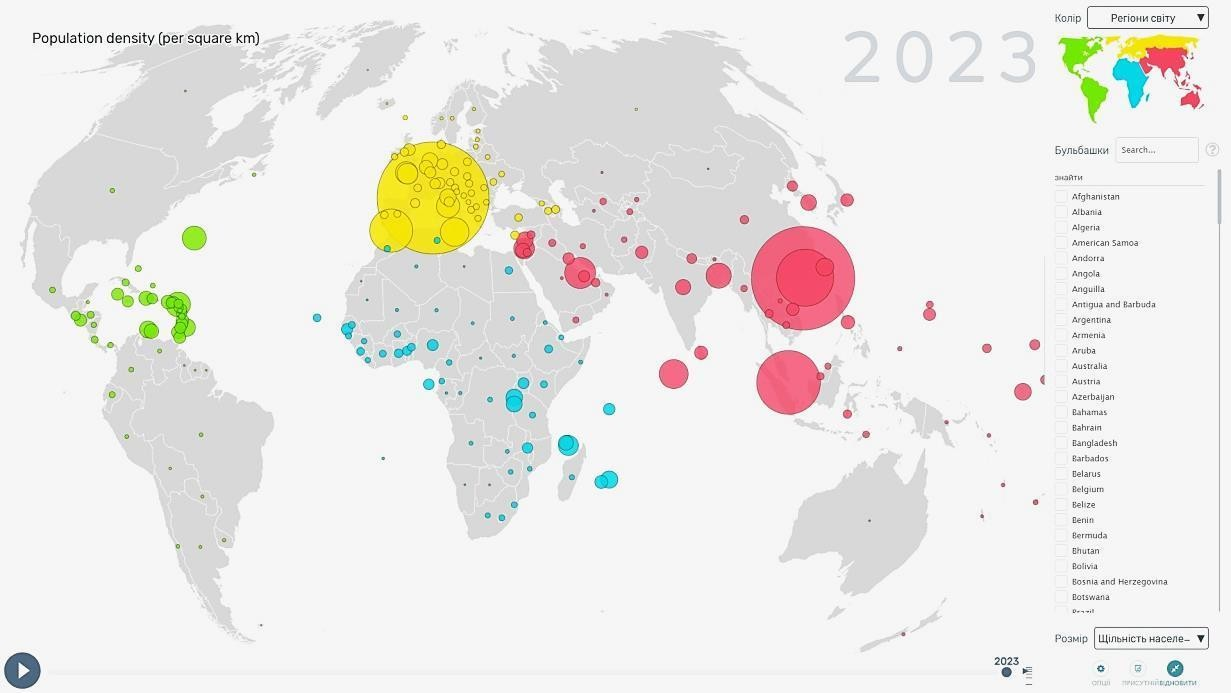 Population density (per square km)
2023
Колір
Регіони світу ▼
Бульбашки
Search...
?
знайти
Afghanistan
Albania
Algeria
American Samoa
Andorra
Angola
Anguilla
Antigua and Barbuda
Argentina
Armenia
Aruba
Australia
Austria
Azerbaijan
Bahamas
Bahrain
Bangladesh
Barbados
Belarus
Belgium
Belize
Benin
Bermuda
Bhutan
Bolivia
Bosnia and Herzegovina
Botswana
Brazil
Розмір
Щільність населе– ▼
2023
ОПЦІЇ
ПРИСУТНІЙ
ВІДНОВИТИ